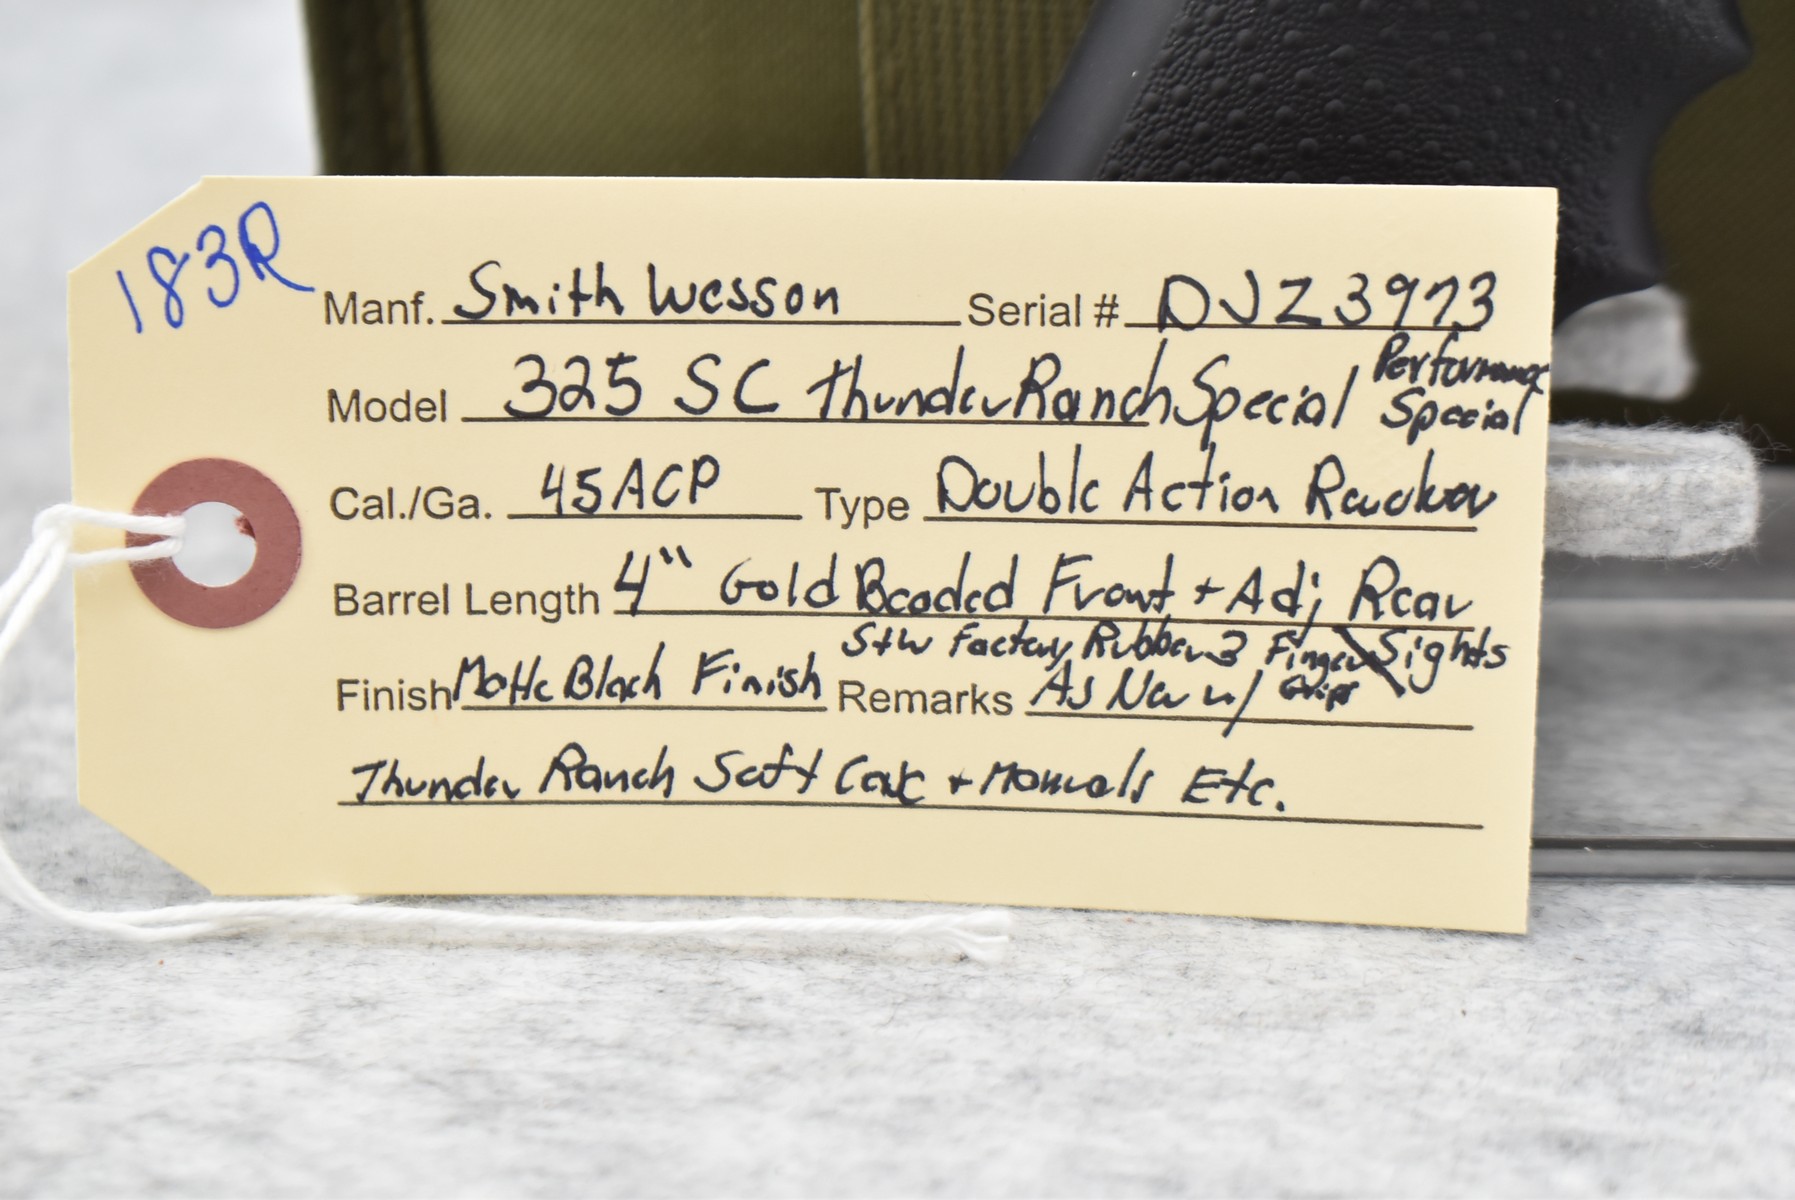 183R
Manf. Smith Wesson Serial # DJZ3973
Model 325 SC Thunder Ranch Special Performance Special
Cal./Ga. 45ACP Type Double Action Revolver
Barrel Length 4" Gold Beaded Front + Adj Rear Sights
S+W Factory Rubber 3 Finger Grips
Finish Matte Black Finish Remarks As New w/
Thunder Ranch Soft Case + Manuals Etc.